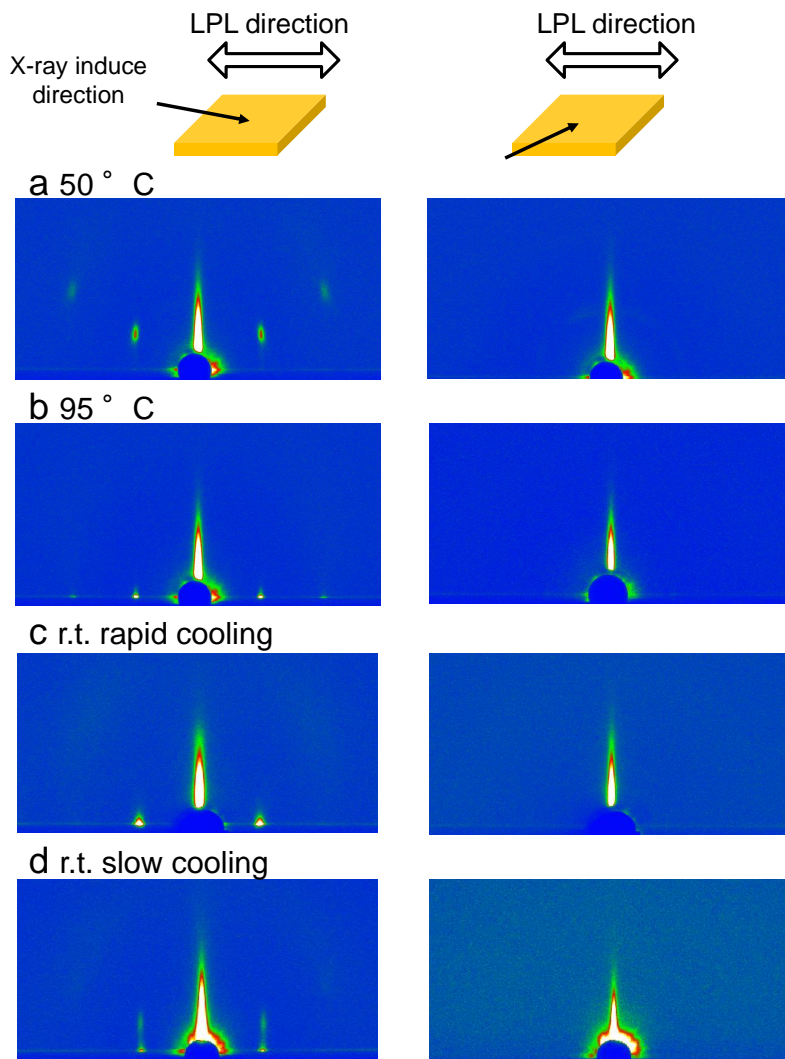 LPL direction
LPL direction
X-ray induce
direction
a 50 ° C
b 95 ° C
c r.t. rapid cooling
d r.t. slow cooling